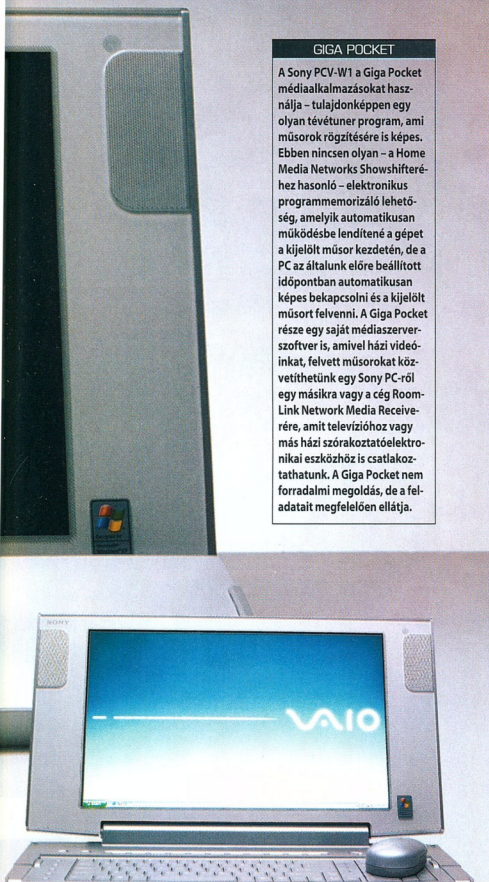 GIGA POCKET
A Sony PCV-W1 a Giga Pocket
médiaalkalmazásokat hasz-
nálja – tulajdonképpen egy
olyan tévétuner program, ami
műsorok rögzítésére is képes.
Ebben nincsen olyan – a Home
Media Networks Showshifteré-
hez hasonló – elektronikus
programmemorizáló lehető-
ség, amelyik automatikusan
működésbe lendítené a gépet
a kijelölt műsor kezdetén, de a
PC az általunk előre beállított
időpontban automatikusan
képes bekapcsolni és a kijelölt
műsort felvenni. A Giga Pocket
része egy saját médiaszerver-
szoftver is, amivel házi videó-
inkat, felvett műsorokat köz-
vetíthetünk egy Sony PC-ről
egy másikra vagy a cég Room-
Link Network Media Receive-
rére, amit televízióhoz vagy
más házi szórakoztatóelektro-
nikai eszközhöz is csatlakoz-
tathatunk. A Giga Pocket nem
forradalmi megoldás, de a fel-
adatait megfelelően ellátja.
SONY
VAIO